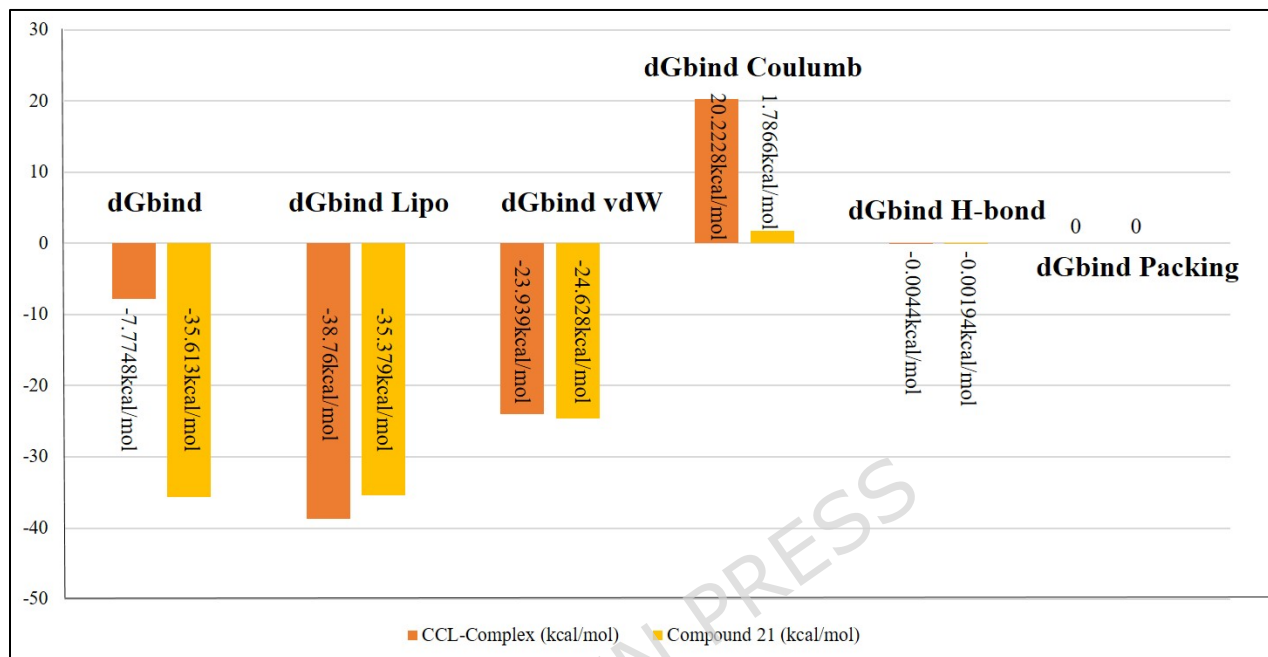 30
20
10
0
-10
-20
-30
-40
-50
dGbind
dGbind Lipo
dGbind vdW
dGbind Coulumb
dGbind H-bond
dGbind Packing
-7.7748kcal/mol
-35.613kcal/mol
-38.76kcal/mol
-35.379kcal/mol
-23.939kcal/mol
-24.628kcal/mol
20.2228kcal/mol
1.7866kcal/mol
-0.0044kcal/mol
-0.00194kcal/mol
0
0
CCL-Complex (kcal/mol)
Compound 21 (kcal/mol)
N PRESS